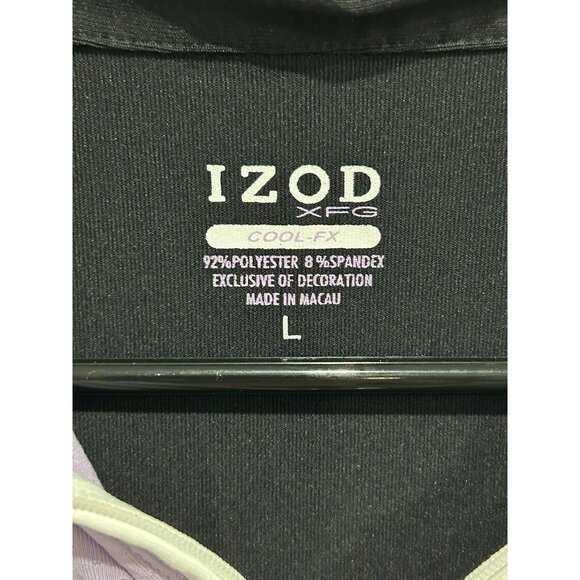 IZOD
XFG
COOL-FX
92%POLYESTER 8 %SPANDEX
EXCLUSIVE OF DECORATION
MADE IN MACAU
L